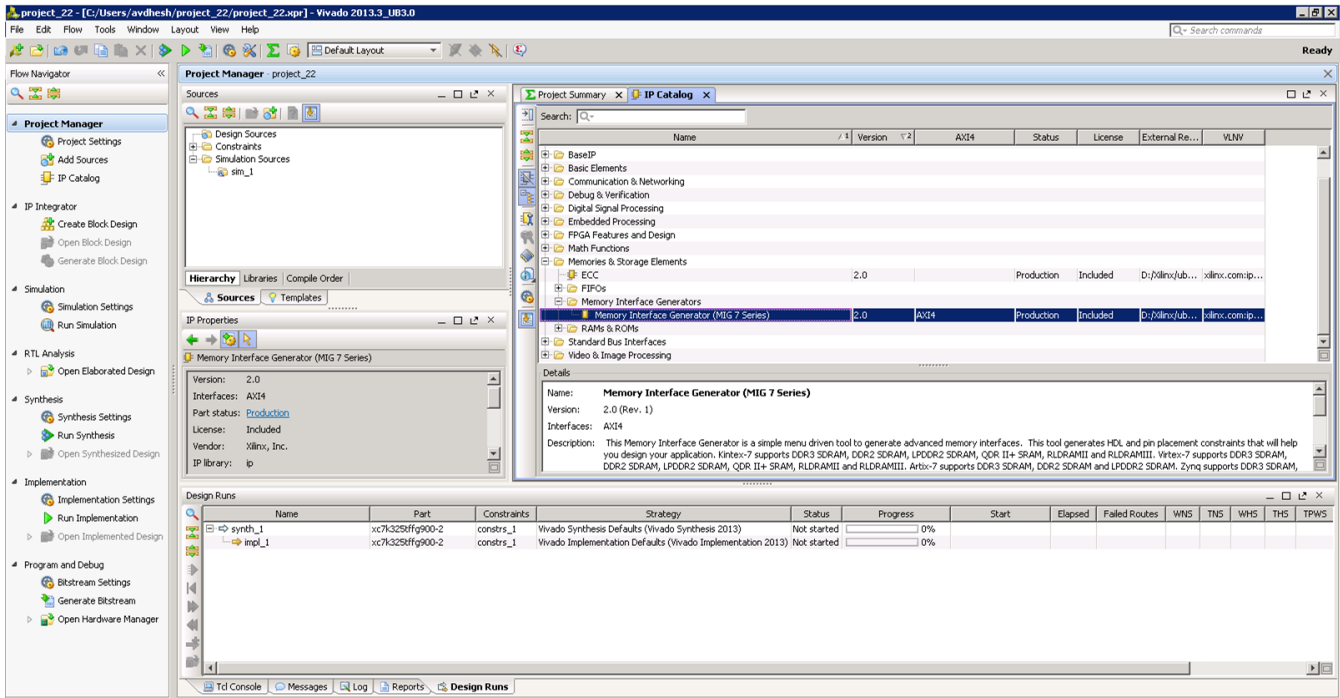 project_22 - [C:/Users/avdhesh/project_22/project_22.xpr] - Vivado 2013.3_UB3.0
File Edit Flow Tools Window Layout View Help
Search commands
Default Layout
Ready
Flow Navigator
Project Manager
Project Settings
Add Sources
IP Catalog
IP Integrator
Create Block Design
Open Block Design
Generate Block Design
Simulation
Simulation Settings
Run Simulation
RTL Analysis
Open Elaborated Design
Synthesis
Synthesis Settings
Run Synthesis
Open Synthesized Design
Implementation
Implementation Settings
Run Implementation
Open Implemented Design
Program and Debug
Bitstream Settings
Generate Bitstream
Open Hardware Manager
Project Manager - project_22
Sources
Design Sources
Constraints
Simulation Sources
sim_1
Hierarchy Libraries Compile Order
Sources Templates
IP Properties
Memory Interface Generator (MIG 7 Series)
Version: 2.0
Interfaces: AXI4
Part status: Production
License: Included
Vendor: Xilinx, Inc.
IP library: ip
Project Summary IP Catalog
Search:
Name / 1 Version 2 AXI4 Status License External Re... VLNV
BaseIP
Basic Elements
Communication & Networking
Debug & Verification
Digital Signal Processing
Embedded Processing
FPGA Features and Design
Math Functions
Memories & Storage Elements
ECC 2.0 Production Included D:/Xilinx/ub... xilinx.com:ip...
FIFOs
Memory Interface Generators
Memory Interface Generator (MIG 7 Series) 2.0 AXI4 Production Included D:/Xilinx/ub... xilinx.com:ip...
RAMs & ROMs
Standard Bus Interfaces
Video & Image Processing
Details
Name: Memory Interface Generator (MIG 7 Series)
Version: 2.0 (Rev. 1)
Interfaces: AXI4
Description: This Memory Interface Generator is a simple menu driven tool to generate advanced memory interfaces. This tool generates HDL and pin placement constraints that will help
you design your application. Kintex-7 supports DDR3 SDRAM, DDR2 SDRAM, LPDDR2 SDRAM, QDR II+ SRAM, RLDRAMII and RLDRAMIII. Virtex-7 supports DDR3 SDRAM,
DDR2 SDRAM, LPDDR2 SDRAM, QDR II+ SRAM, RLDRAMII and RLDRAMIII. Artix-7 supports DDR3 SDRAM, DDR2 SDRAM and LPDDR2 SDRAM. Zynq supports DDR3 SDRAM,
Design Runs
Name Part Constraints Strategy Status Progress Start Elapsed Failed Routes WNS TNS WHS THS TPWS
synth_1 xc7k325tffg900-2 constrs_1 Vivado Synthesis Defaults (Vivado Synthesis 2013) Not started 0%
impl_1 xc7k325tffg900-2 constrs_1 Vivado Implementation Defaults (Vivado Implementation 2013) Not started 0%
Tcl Console Messages Log Reports Design Runs